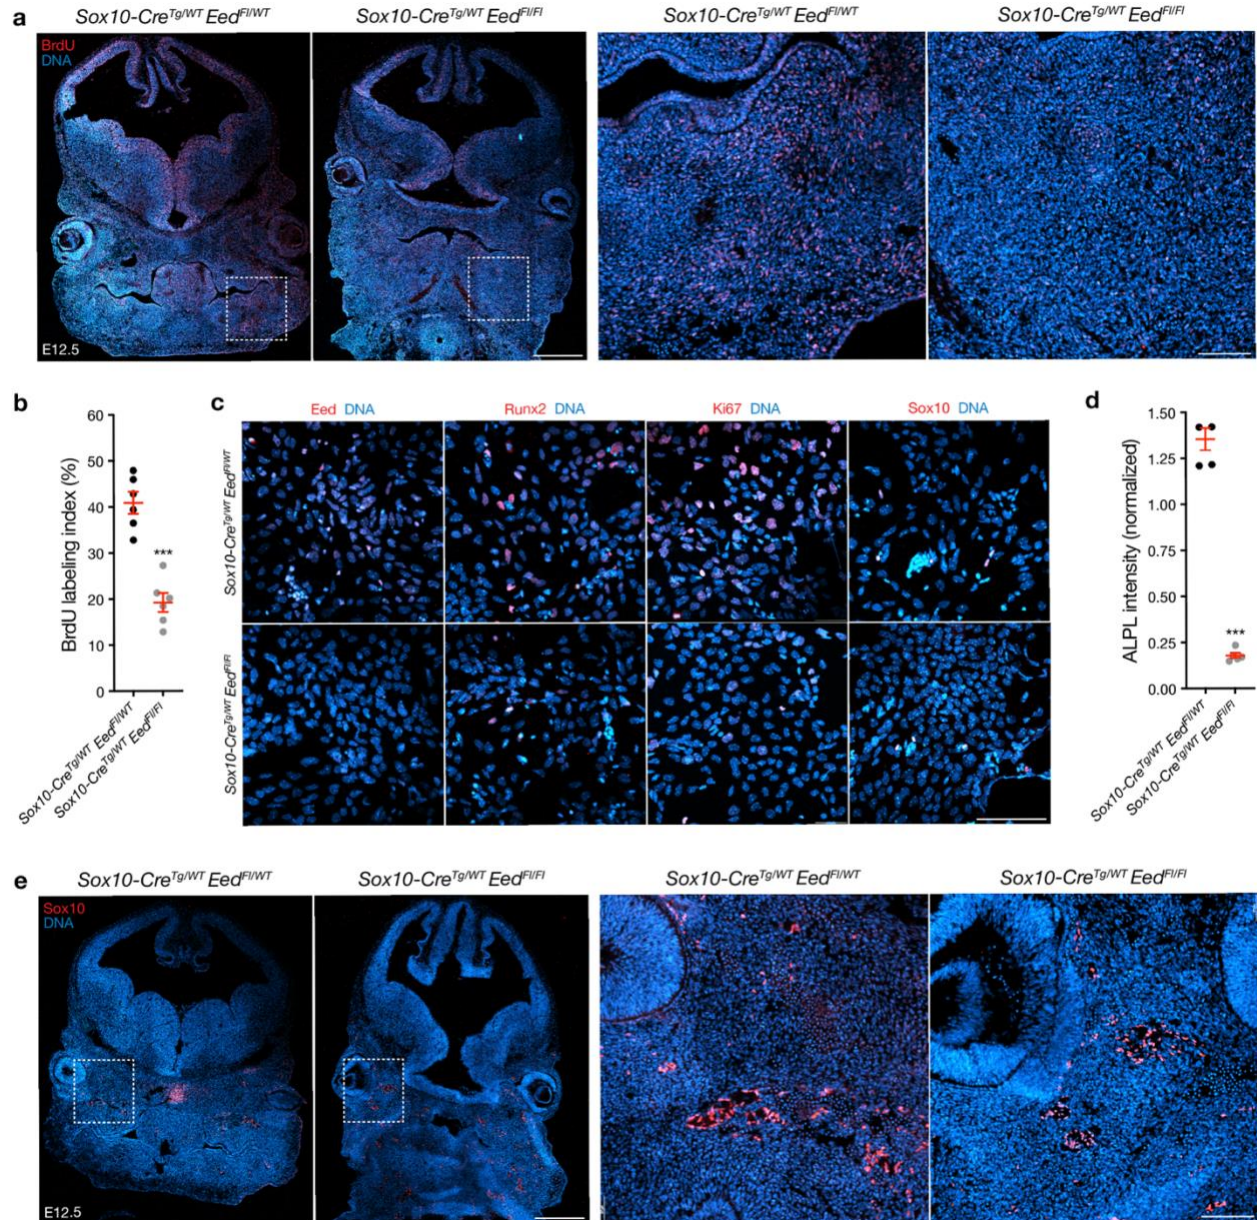 a
Sox10-Cre^Tg/WT Eed^Fl/WT
Sox10-Cre^Tg/WT Eed^Fl/Fl
Sox10-Cre^Tg/WT Eed^Fl/WT
Sox10-Cre^Tg/WT Eed^Fl/Fl
BrdU
DNA
E12.5
b
BrdU labeling index (%)
60
50
40
30
20
10
0
***
Sox10-Cre^Tg/WT Eed^Fl/WT
Sox10-Cre^Tg/WT Eed^Fl/Fl
c
Eed DNA
Runx2 DNA
Ki67 DNA
Sox10 DNA
Sox10-Cre^Tg/WT Eed^Fl/WT
Sox10-Cre^Tg/WT Eed^Fl/Fl
d
ALPL intensity (normalized)
1.50
1.25
1.0
0.75
0.50
0.25
0.00
***
Sox10-Cre^Tg/WT Eed^Fl/WT
Sox10-Cre^Tg/WT Eed^Fl/Fl
e
Sox10-Cre^Tg/WT Eed^Fl/WT
Sox10-Cre^Tg/WT Eed^Fl/Fl
Sox10-Cre^Tg/WT Eed^Fl/WT
Sox10-Cre^Tg/WT Eed^Fl/Fl
Sox10
DNA
E12.5